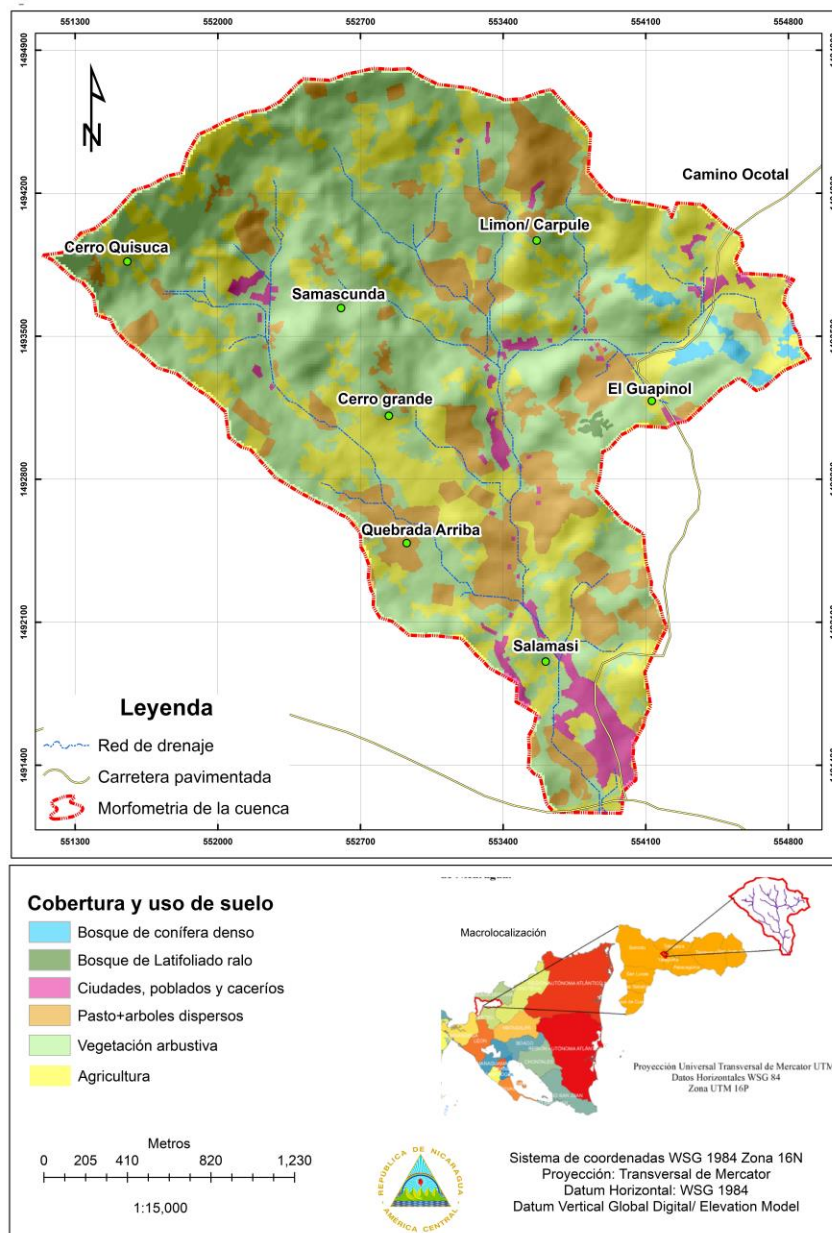 551300 552000 552700 553400 554100 554800
1494900
1494200
Camino Ocotal
Limon/ Carpule
Cerro Quisuca
Samascunda
1493500
Cerro grande
El Guapinol
1492800
Quebrada Arriba
1492100
Salamasi
Leyenda
Red de drenaje
Carretera pavimentada
Morfometria de la cuenca
1491400
551300 552000 552700 553400 554100 554800
Cobertura y uso de suelo
Bosque de conífera denso
Bosque de Latifoliado ralo
Ciudades, poblados y caceríos
Pasto+arboles dispersos
Vegetación arbustiva
Agricultura
Macrolocalización
Proyección Universal Transversal de Mercator UTM
Datos Horizontales WSG 84
Zona UTM 16P
Metros
0 205 410 820 1,230
1:15,000
REPÚBLICA DE NICARAGUA
AMÉRICA CENTRAL
Sistema de coordenadas WSG 1984 Zona 16N
Proyección: Transversal de Mercator
Datum Horizontal: WSG 1984
Datum Vertical Global Digital/ Elevation Model